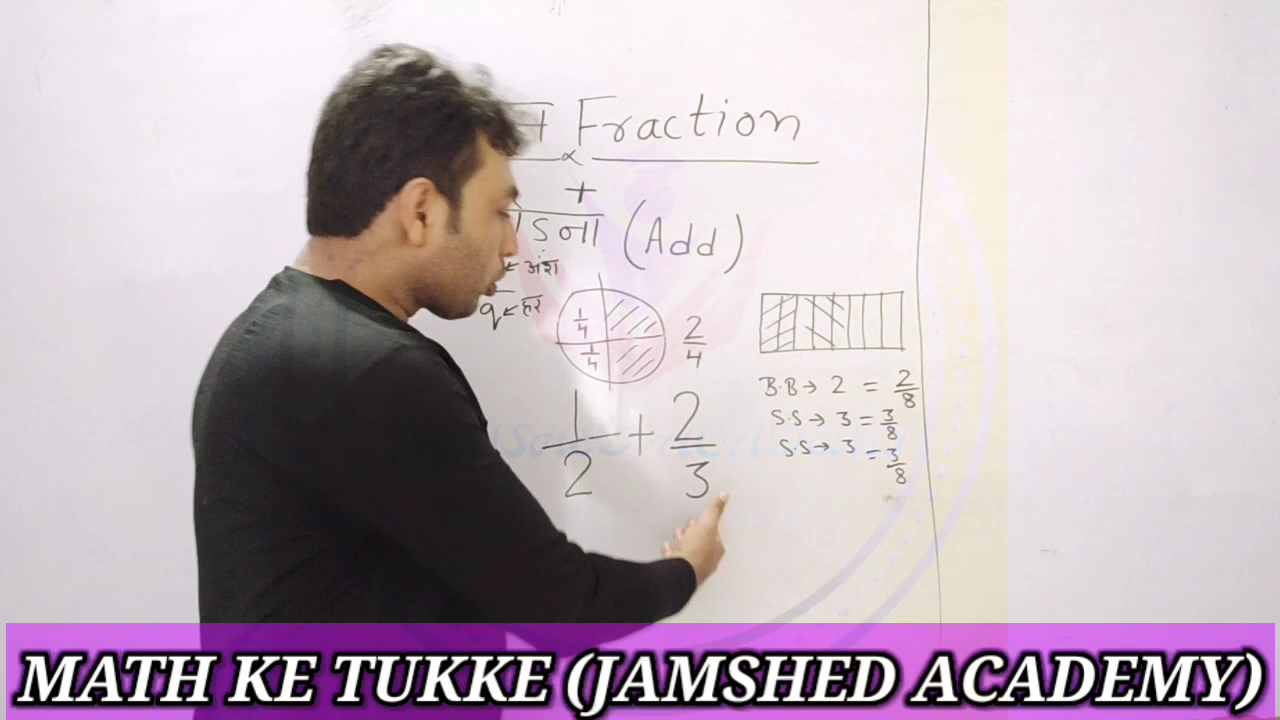 Fraction
+
ना (Add)
अंश
q ← हर
1/4
1/4
2/4
1/2 + 2/3
B.B → 2 = 2/8
S.S → 3 = 3/8
S.S → 3 = 3/8
MATH KE TUKKE (JAMSHED ACADEMY)